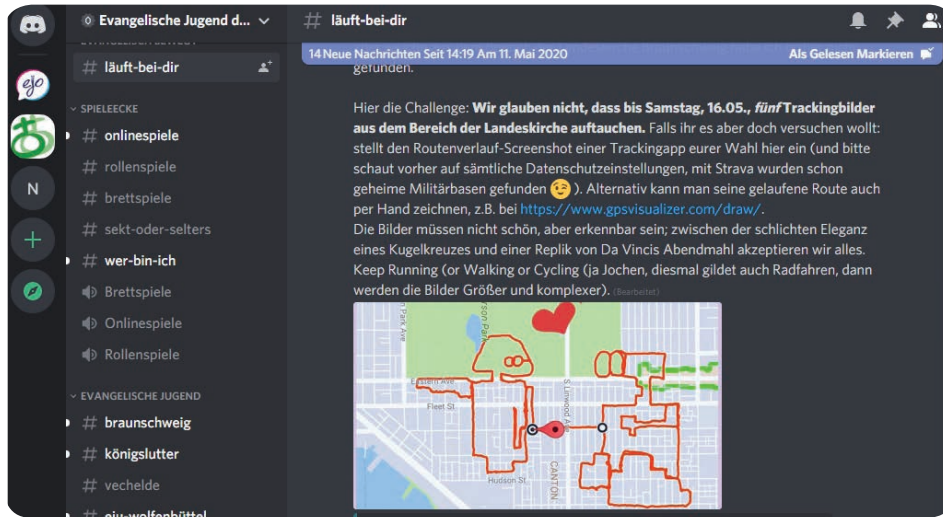 Evangelische Jugend d...
# läuft-bei-dir
14 Neue Nachrichten Seit 14:19 Am 11. Mai 2020
Als Gelesen Markieren
ejo
N
# läuft-bei-dir
SPIELEECKE
# onlinespiele
# rollenspiele
# brettspiele
# sekt-oder-selters
# wer-bin-ich
Brettspiele
Onlinespiele
Rollenspiele
EVANGELISCHE JUGEND
# braunschweig
# königslutter
# vechelde
# eju-wolfenbüttel
gefunden.
Hier die Challenge: Wir glauben nicht, dass bis Samstag, 16.05., fünf Trackingbilder
aus dem Bereich der Landeskirche auftauchen. Falls ihr es aber doch versuchen wollt:
stellt den Routenverlauf-Screenshot einer Trackingapp eurer Wahl hier ein (und bitte
schaut vorher auf sämtliche Datenschutzeinstellungen, mit Strava wurden schon
geheime Militärbasen gefunden 😉 ). Alternativ kann man seine gelaufene Route auch
per Hand zeichnen, z.B. bei https://www.gpsvisualizer.com/draw/.
Die Bilder müssen nicht schön, aber erkennbar sein; zwischen der schlichten Eleganz
eines Kugelkreuzes und einer Replik von Da Vincis Abendmahl akzeptieren wir alles.
Keep Running (or Walking or Cycling (ja Jochen, diesmal gildet auch Radfahren, dann
werden die Bilder Größer und komplexer). (Bearbeitet)
Park Ave
Eastern Ave
Fleet St
S Linwood Ave
CANTON
Hudson St